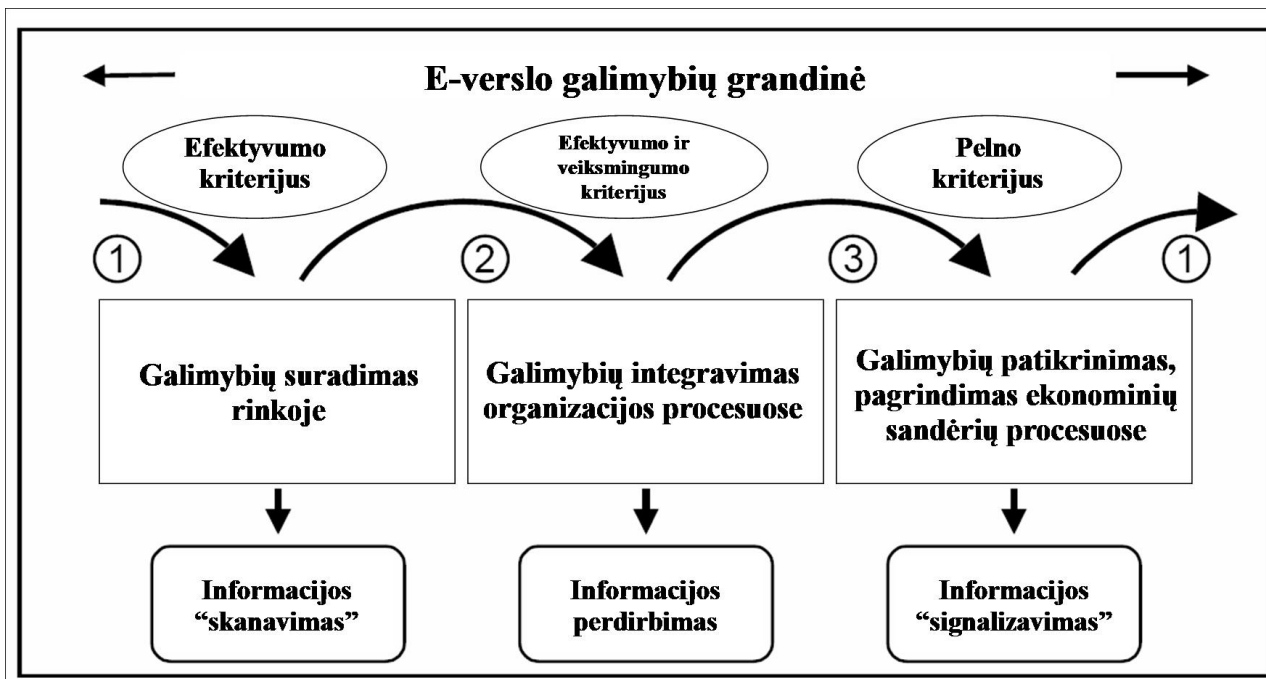 E-verslo galimybių grandinė
Efektyvumo
kriterijus
Efektyvumo ir
veiksmingumo
kriterijus
Pelno
kriterijus
1
2
3
1
Galimybių suradimas
rinkoje
Galimybių integravimas
organizacijos procesuose
Galimybių patikrinimas,
pagrindimas ekonominių
sandėrių procesuose
Informacijos
“skanavimas”
Informacijos
perdirbimas
Informacijos
“signalizavimas”